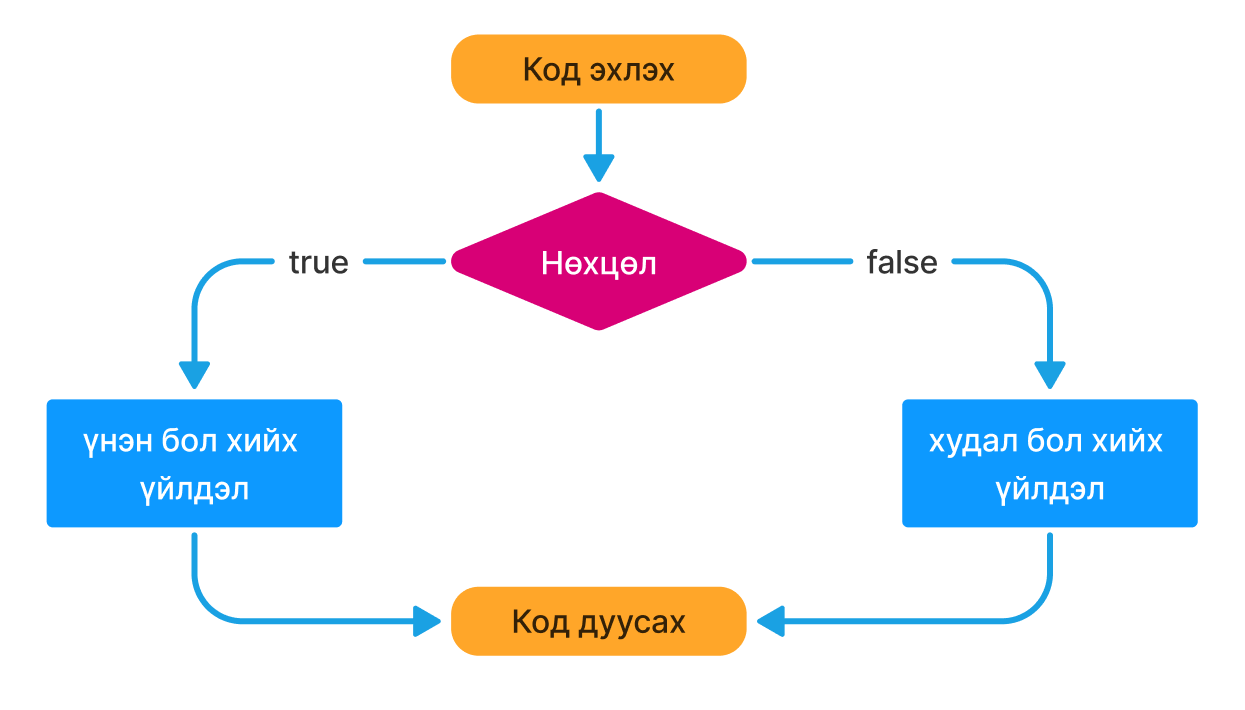 Код эхлэх
true
Нөхцөл
false
үнэн бол хийх
үйлдэл
худал бол хийх
үйлдэл
Код дуусах